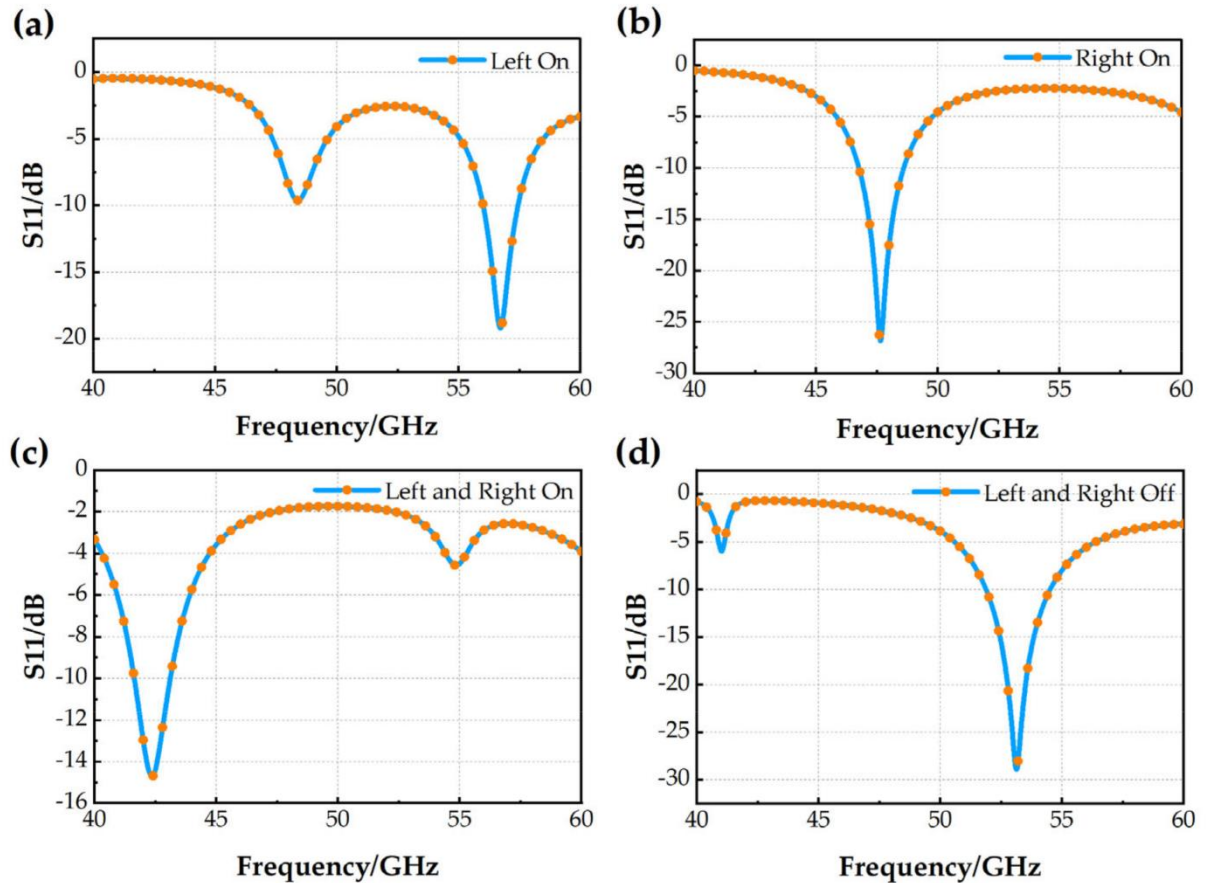 (a)
Left On
0
-5
-10
-15
-20
S11/dB
40 45 50 55 60
Frequency/GHz
(b)
Right On
0
-5
-10
-15
-20
-25
-30
S11/dB
40 45 50 55 60
Frequency/GHz
(c)
Left and Right On
0
-2
-4
-6
-8
-10
-12
-14
-16
S11/dB
40 45 50 55 60
Frequency/GHz
(d)
Left and Right Off
0
-5
-10
-15
-20
-25
-30
S11/dB
40 45 50 55 60
Frequency/GHz